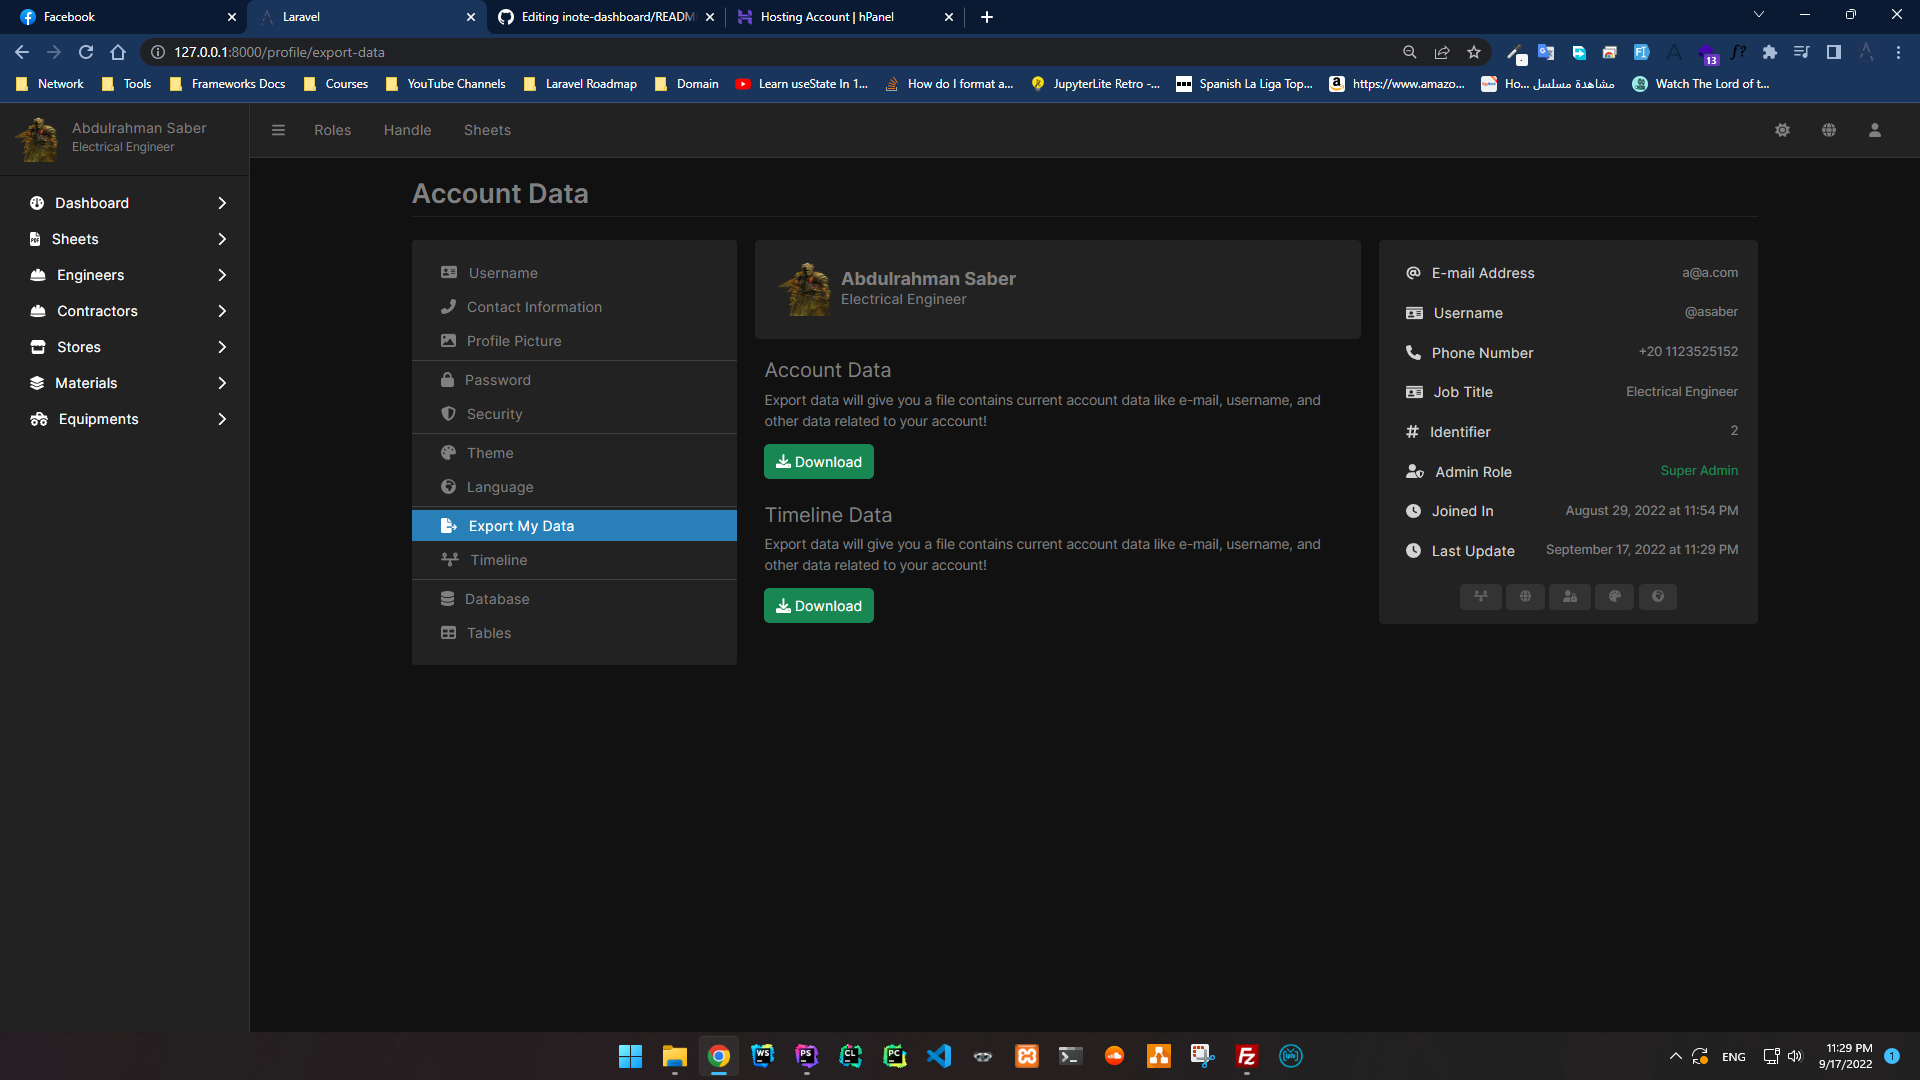 Facebook
Laravel
Editing inote-dashboard/READM
Hosting Account | hPanel
127.0.0.1:8000/profile/export-data
13
Network
Tools
Frameworks Docs
Courses
YouTube Channels
Laravel Roadmap
Domain
Learn useState In 1...
How do I format a...
JupyterLite Retro -...
Spanish La Liga Top...
https://www.amazo...
Ho... مشاهدة مسلسل
Watch The Lord of t...
Abdulrahman Saber
Electrical Engineer
Roles
Handle
Sheets
Dashboard
Sheets
Engineers
Contractors
Stores
Materials
Equipments
Account Data
Username
Contact Information
Profile Picture
Password
Security
Theme
Language
Export My Data
Timeline
Database
Tables
Abdulrahman Saber
Electrical Engineer
Account Data
Export data will give you a file contains current account data like e-mail, username, and
other data related to your account!
Download
Timeline Data
Export data will give you a file contains current account data like e-mail, username, and
other data related to your account!
Download
E-mail Address a@a.com
Username @asaber
Phone Number +20 1123525152
Job Title Electrical Engineer
Identifier 2
Admin Role Super Admin
Joined In August 29, 2022 at 11:54 PM
Last Update September 17, 2022 at 11:29 PM
WS
PS
CL
PC
ENG
11:29 PM
9/17/2022
1